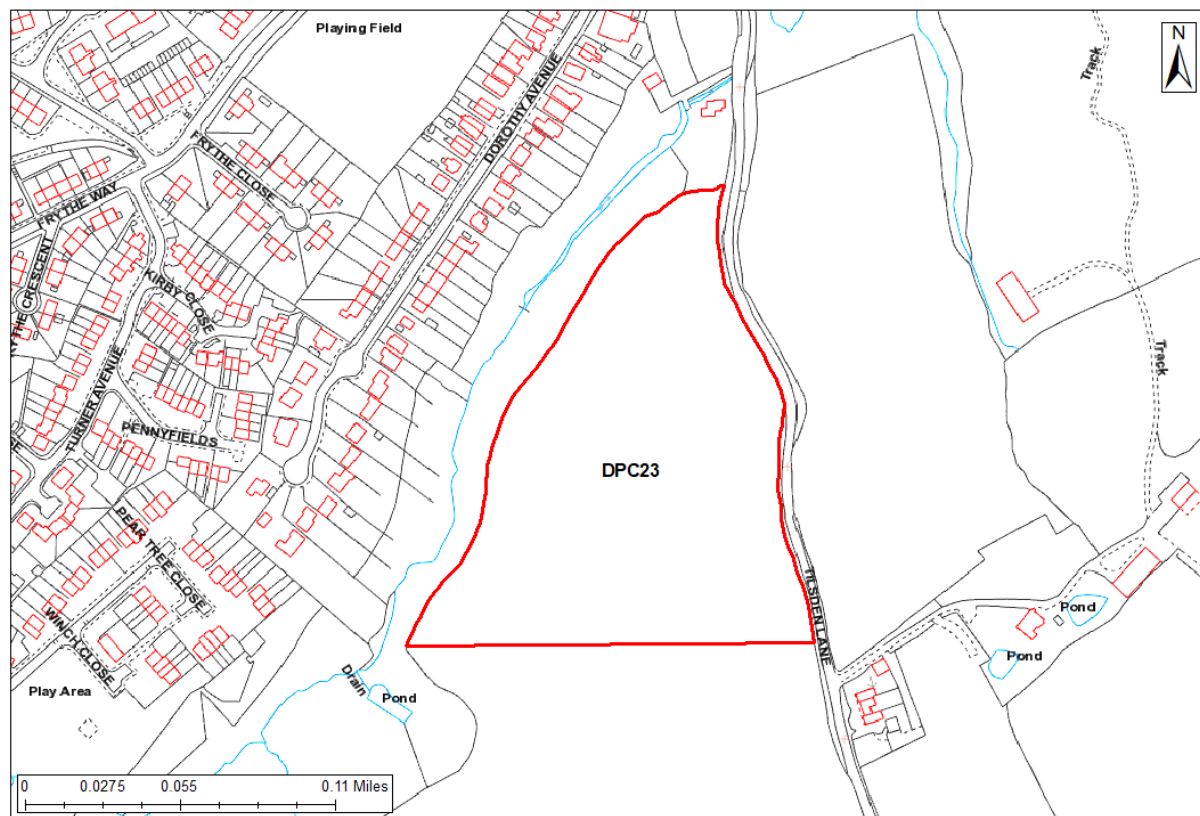 Playing Field
N
Track
DOROTHY AVENUE
FRYTHE CLOSE
FRYTHE WAY
KIRBY CLOSE
TURNER AVENUE
Track
PENNYFIELDS
DPC23
PEAR TREE CLOSE
WINCH CLOSE
TILSDEN LANE
Pond
Pond
Play Area
Drain
Pond
0 0.0275 0.055 0.11 Miles